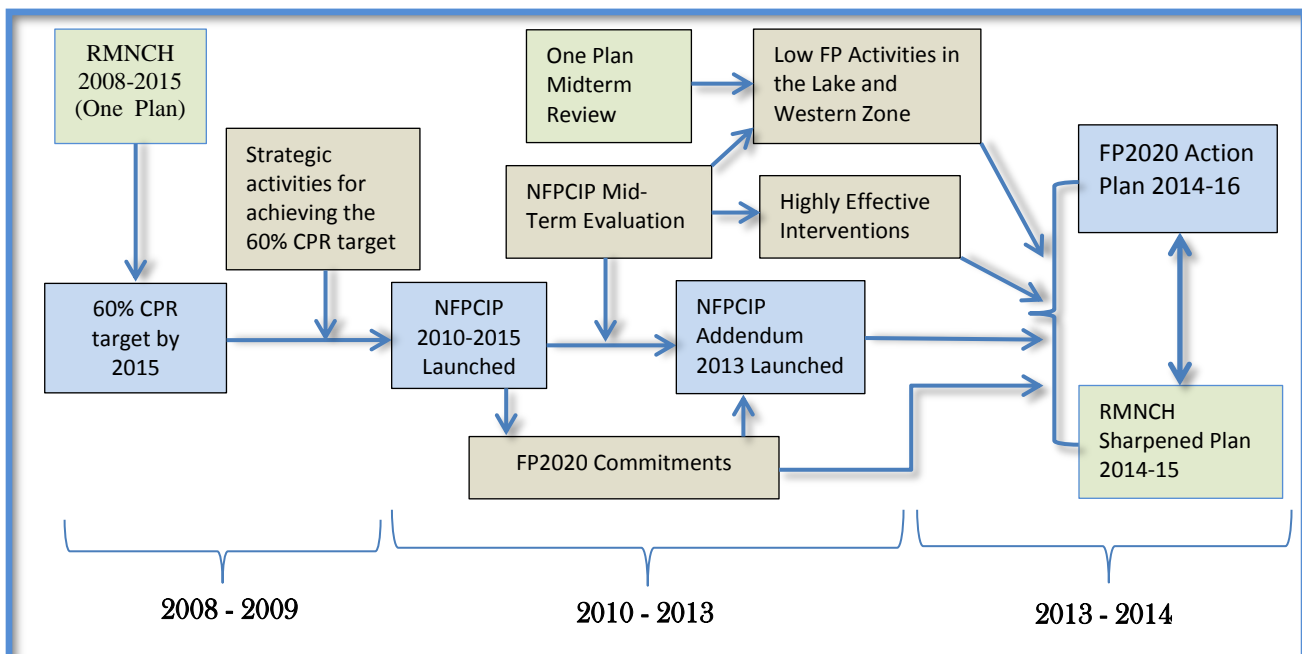 RMNCH
2008-2015
(One Plan)
Strategic
activities for
achieving the
60% CPR target
60% CPR
target by
2015
One Plan
Midterm
Review
Low FP Activities in
the Lake and
Western Zone
NFPCIP Mid-
Term Evaluation
Highly Effective
Interventions
NFPCIP
2010-2015
Launched
NFPCIP
Addendum
2013 Launched
FP2020 Commitments
FP2020 Action
Plan 2014-16
RMNCH
Sharpened Plan
2014-15
2008 - 2009
2010 - 2013
2013 - 2014